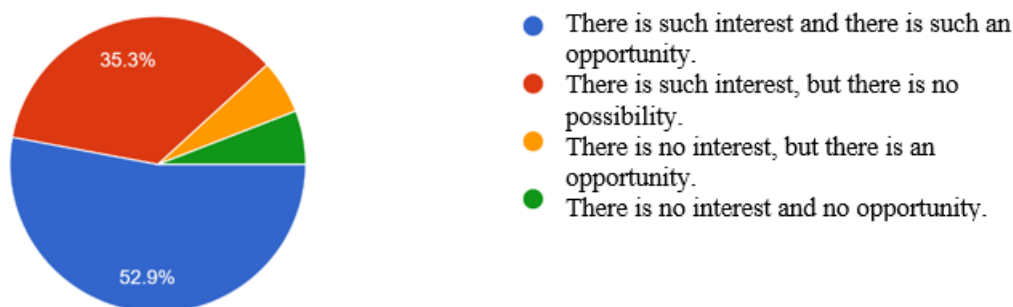 35.3%
52.9%
There is such interest and there is such an
opportunity.
There is such interest, but there is no
possibility.
There is no interest, but there is an
opportunity.
There is no interest and no opportunity.